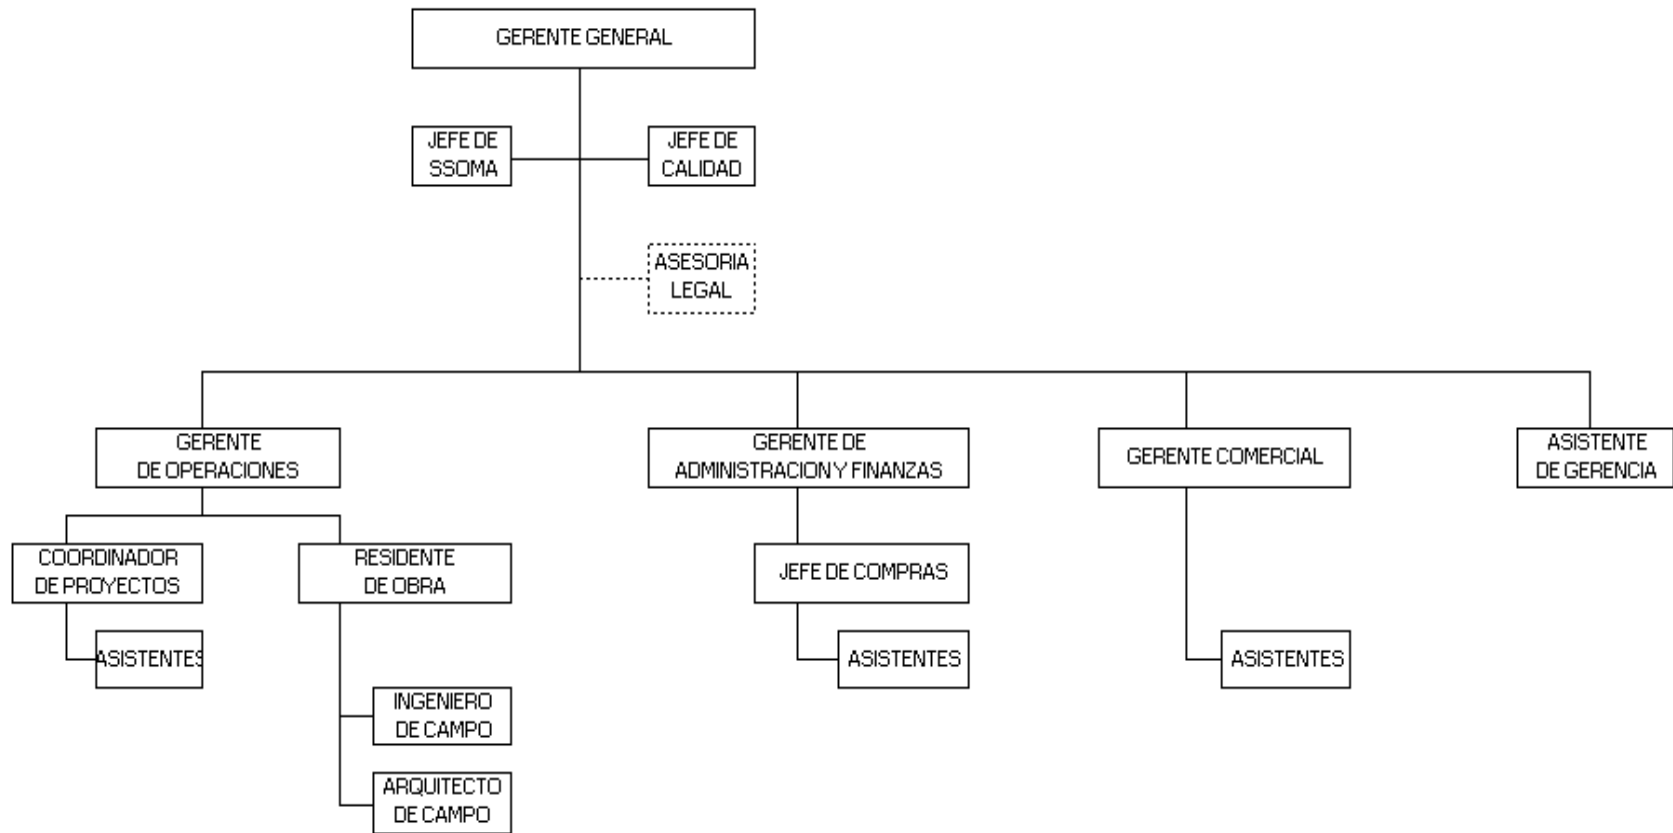 GERENTE GENERAL
JEFE DE
SSOMA
JEFE DE
CALIDAD
ASESORIA
LEGAL
GERENTE
DE OPERACIONES
GERENTE DE
ADMINISTRACION Y FINANZAS
GERENTE COMERCIAL
ASISTENTE
DE GERENCIA
COORDINADOR
DE PROYECTOS
RESIDENTE
DE OBRA
JEFE DE COMPRAS
ASISTENTES
ASISTENTES
ASISTENTES
INGENIERO
DE CAMPO
ARQUITECTO
DE CAMPO